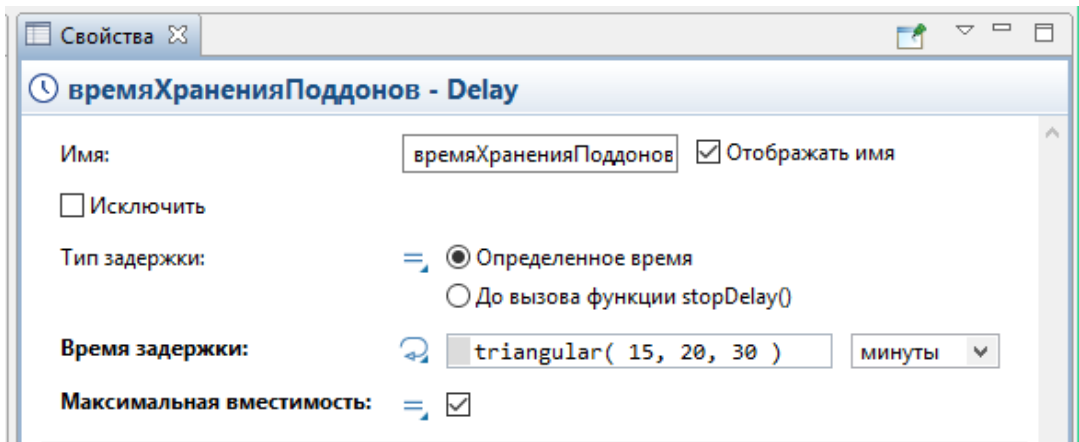 Свойства
времяХраненияПоддонов - Delay
Имя: времяХраненияПоддонов Отображать имя
Исключить
Тип задержки: Определенное время
До вызова функции stopDelay()
Время задержки: triangular( 15, 20, 30 ) минуты
Максимальная вместимость: